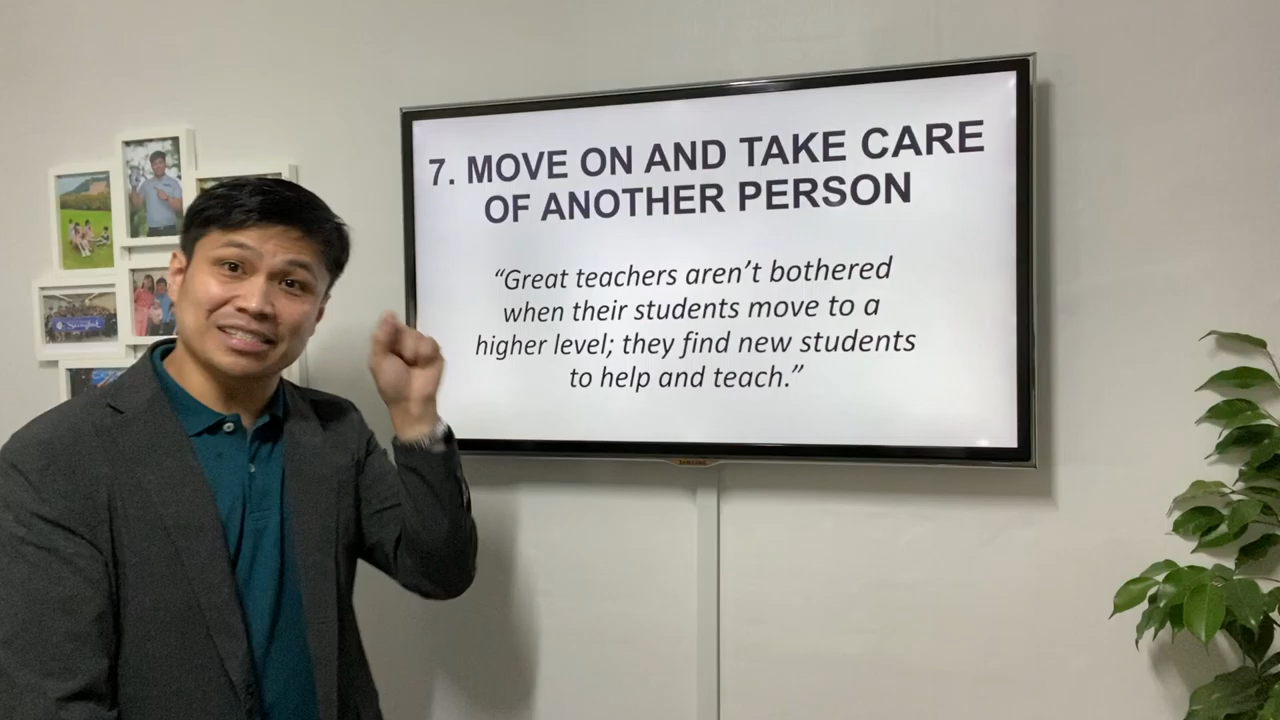 7. MOVE ON AND TAKE CARE
OF ANOTHER PERSON
“Great teachers aren’t bothered
when their students move to a
higher level; they find new students
to help and teach.”
SAMSUNG